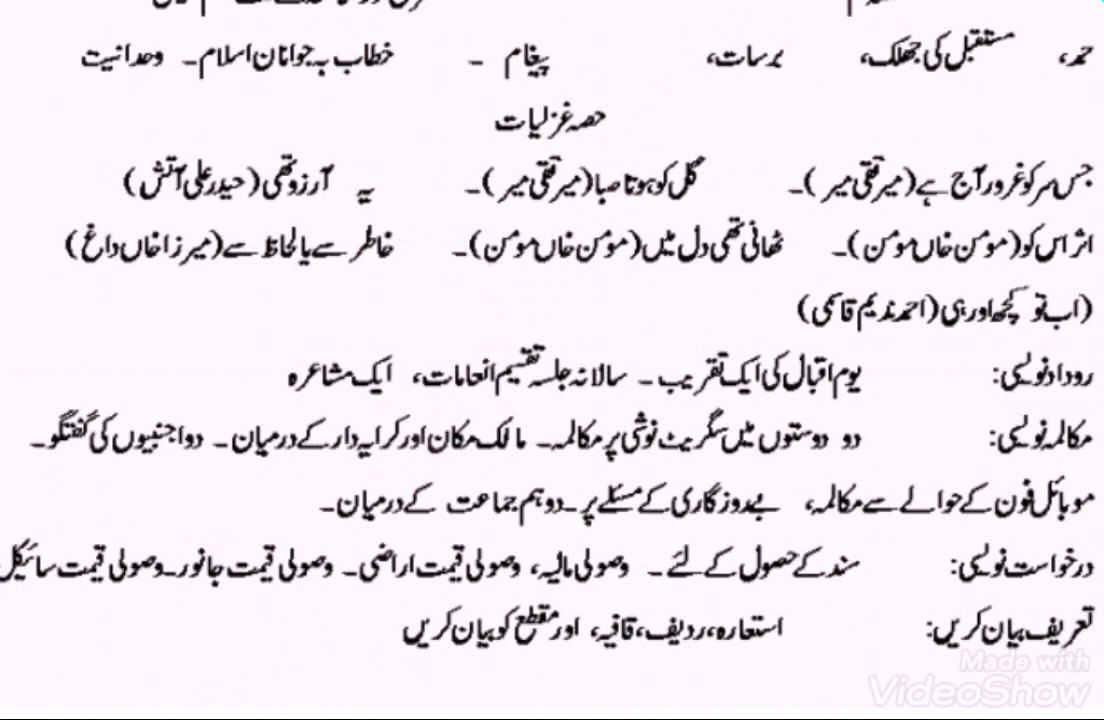 حمد، مستقبل کی جھلک، برسات، پیغام ۔ خطاب بہ جوانان اسلام۔ وحدانیت
حصہ غزلیات
جس سر کو غرور آج ہے (میر تقی میر)۔ گل کو ہوتا صبا (میر تقی میر)۔ یہ آرزو تھی (حیدر علی آتش)
اثر اس کو (مومن خاں مومن)۔ ٹھانی تھی دل میں (مومن خاں مومن)۔ خاطر سے یا لحاظ سے (میرزا خاں داغ)
(اب تو کچھ اور ہی (احمد ندیم قاسمی)
روداد نویسی: یوم اقبال کی ایک تقریب۔ سالانہ جلسہ تقسیم انعامات، ایک مشاعرہ
مکالمہ نویسی: دو دوستوں میں سگریٹ نوشی پر مکالمہ۔ مالک مکان اور کرایہ دار کے درمیان۔ دو اجنبیوں کی گفتگو۔
موبائل فون کے حوالے سے مکالمہ، بے روزگاری کے مسئلے پر۔ دو ہم جماعت کے درمیان۔
درخواست نویسی: سند کے حصول کے لئے۔ وصولی مالیہ، وصولی قیمت اراضی۔ وصولی قیمت جانور۔ وصولی قیمت سائیکل
تعریف بیان کریں: استعارہ، ردیف، قافیہ، اور مقطع کو بیان کریں
Made with
VideoShow